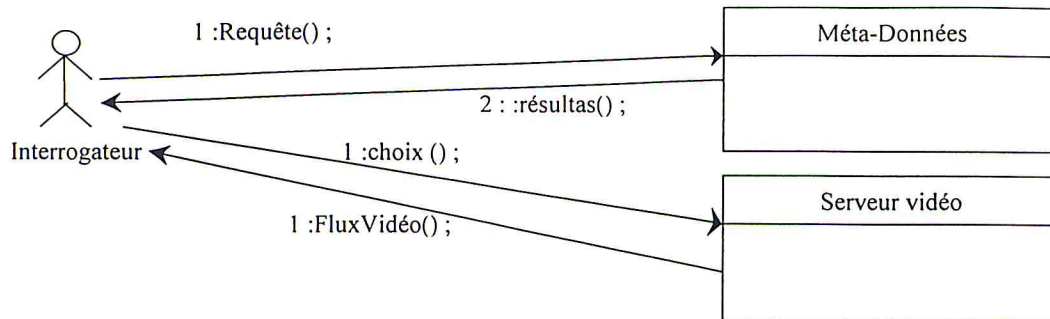 1 :Requête() ;
Méta-Données
2 : :résultas() ;
Interrogateur
1 :choix () ;
Serveur vidéo
1 :FluxVidéo() ;